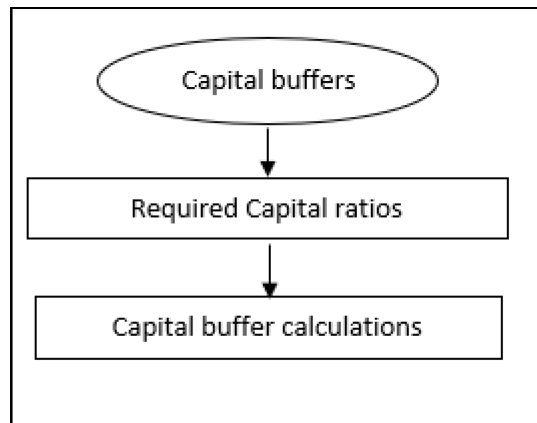 Capital buffers
Required Capital ratios
Capital buffer calculations